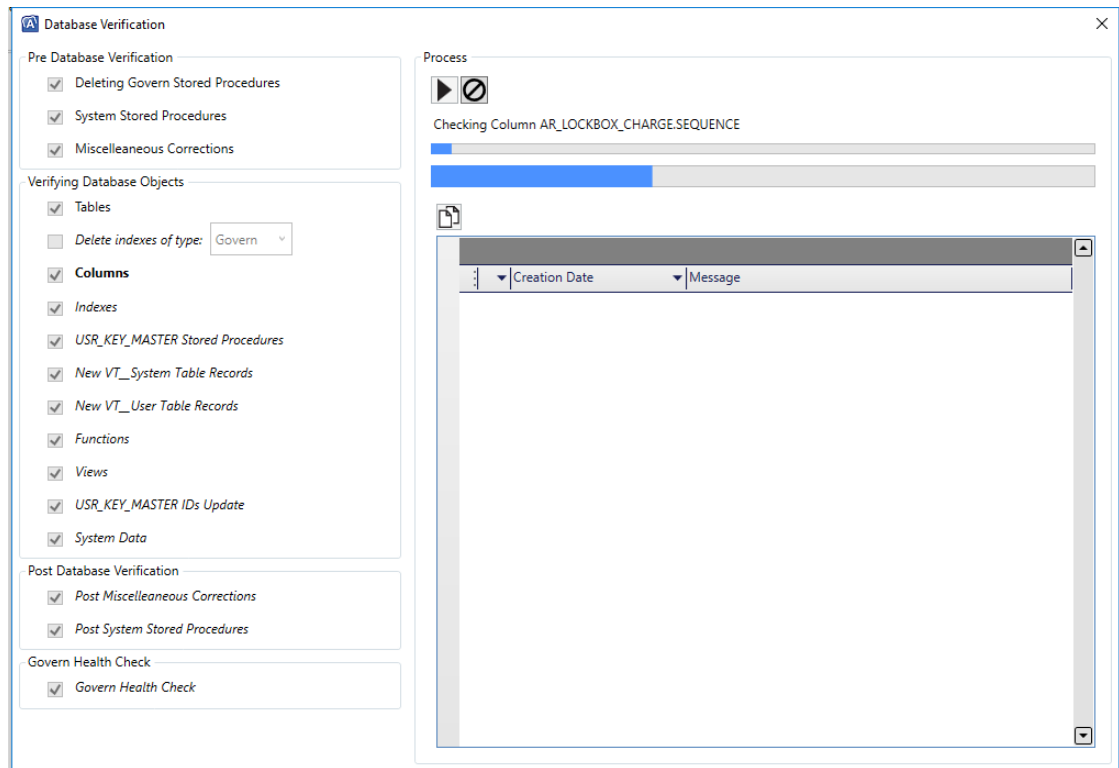 Database Verification
Pre Database Verification
Deleting Govern Stored Procedures
System Stored Procedures
Miscelleaneous Corrections
Verifying Database Objects
Tables
Delete indexes of type: Govern
Columns
Indexes
USR_KEY_MASTER Stored Procedures
New VT__System Table Records
New VT__User Table Records
Functions
Views
USR_KEY_MASTER IDs Update
System Data
Post Database Verification
Post Miscelleaneous Corrections
Post System Stored Procedures
Govern Health Check
Govern Health Check
Process
Checking Column AR_LOCKBOX_CHARGE.SEQUENCE
Creation Date Message